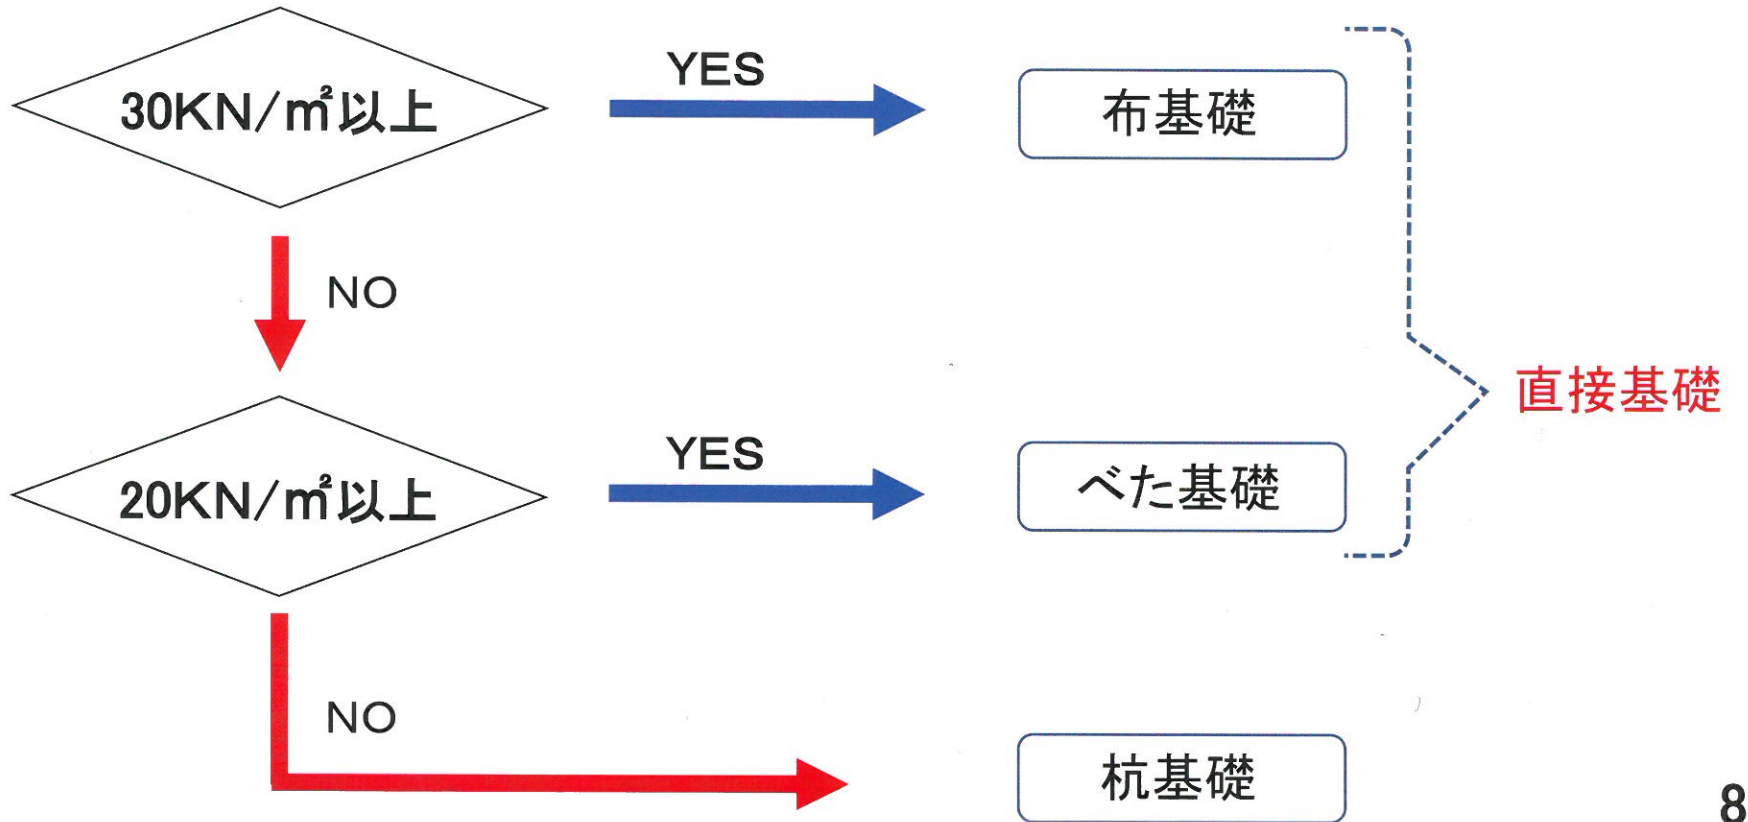 30KN/㎡以上
YES
布基礎
NO
直接基礎
20KN/㎡以上
YES
べた基礎
NO
杭基礎
8